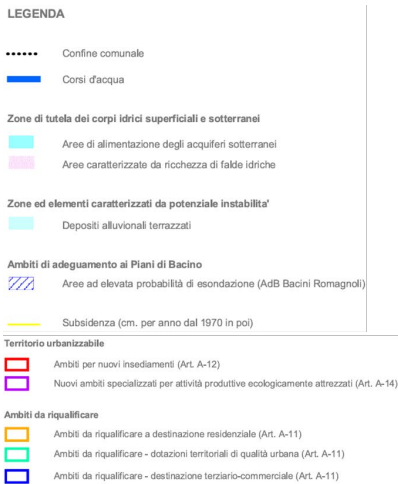 LEGENDA
Confine comunale
Corsi d'acqua
Zone di tutela dei corpi idrici superficiali e sotterranei
Aree di alimentazione degli acquiferi sotterranei
Aree caratterizzate da ricchezza di falde idriche
Zone ed elementi caratterizzati da potenziale instabilita'
Depositi alluvionali terrazzati
Ambiti di adeguamento ai Piani di Bacino
Aree ad elevata probabilità di esondazione (AdB Bacini Romagnoli)
Subsidenza (cm. per anno dal 1970 in poi)
Territorio urbanizzabile
Ambiti per nuovi insediamenti (Art. A-12)
Nuovi ambiti specializzati per attività produttive ecologicamente attrezzati (Art. A-14)
Ambiti da riqualificare
Ambiti da riqualificare a destinazione residenziale (Art. A-11)
Ambiti da riqualificare - dotazioni territoriali di qualità urbana (Art. A-11)
Ambiti da riqualificare - destinazione terziario-commerciale (Art. A-11)